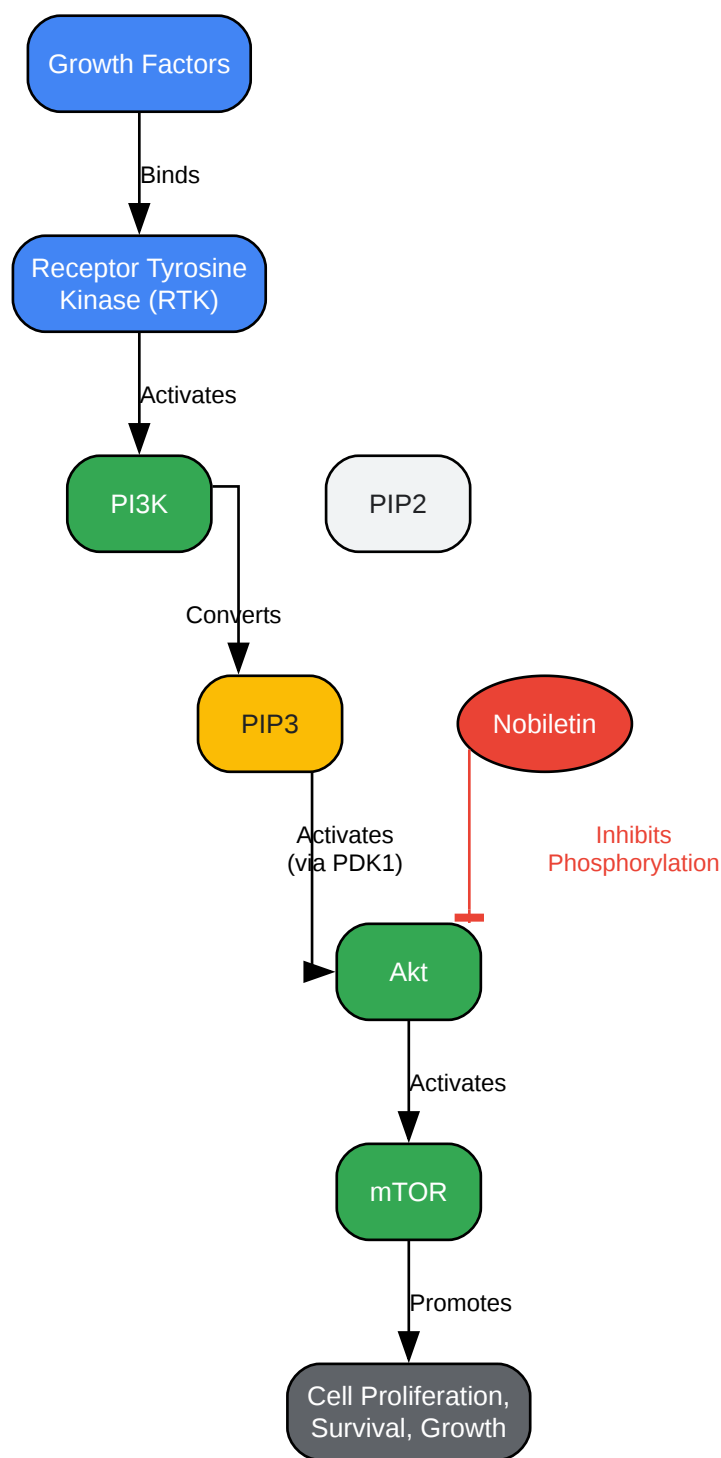 Growth Factors
Binds
Receptor Tyrosine
Kinase (RTK)
Activates
PI3K
PIP2
Converts
PIP3
Nobiletin
Activates
(via PDK1)
Inhibits
Phosphorylation
Akt
Activates
mTOR
Promotes
Cell Proliferation,
Survival, Growth